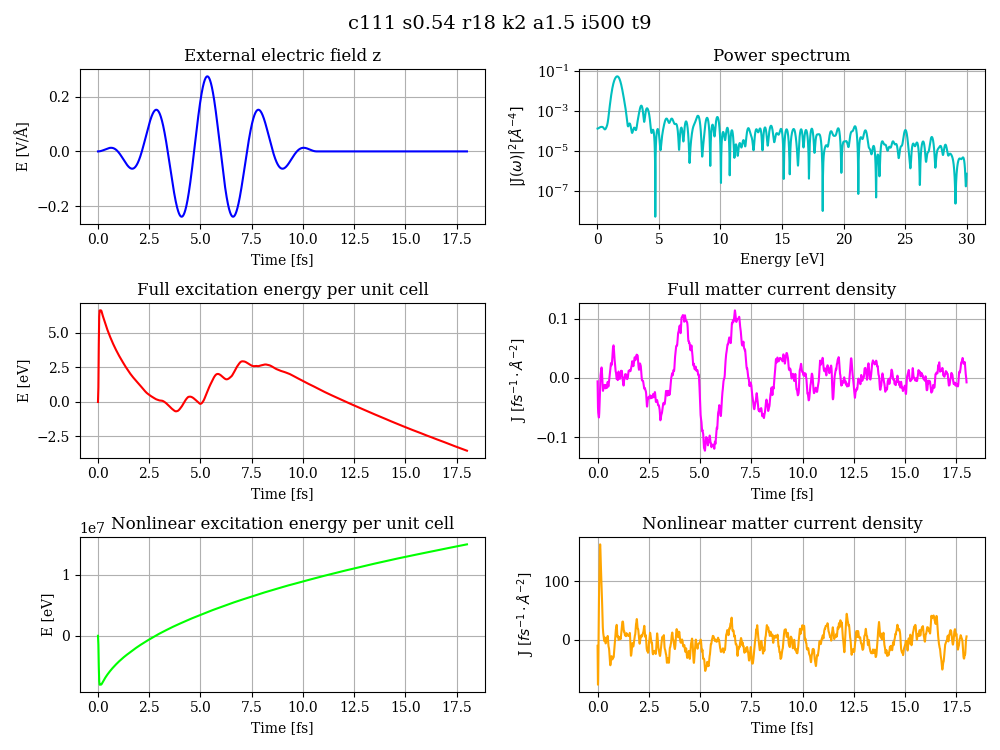 c111 s0.54 r18 k2 a1.5 i500 t9
External electric field z
E [V/Å]
0.2
0.0
−0.2
0.0 2.5 5.0 7.5 10.0 12.5 15.0 17.5
Time [fs]
Power spectrum
|J(ω)|²[Å⁻⁴]
10⁻¹
10⁻³
10⁻⁵
10⁻⁷
0 5 10 15 20 25 30
Energy [eV]
Full excitation energy per unit cell
E [eV]
5.0
2.5
0.0
−2.5
0.0 2.5 5.0 7.5 10.0 12.5 15.0 17.5
Time [fs]
Full matter current density
J [fs⁻¹ · Å⁻²]
0.1
0.0
−0.1
0.0 2.5 5.0 7.5 10.0 12.5 15.0 17.5
Time [fs]
Nonlinear excitation energy per unit cell
1e7
E [eV]
1
0
0.0 2.5 5.0 7.5 10.0 12.5 15.0 17.5
Time [fs]
Nonlinear matter current density
J [fs⁻¹ · Å⁻²]
100
0
0.0 2.5 5.0 7.5 10.0 12.5 15.0 17.5
Time [fs]